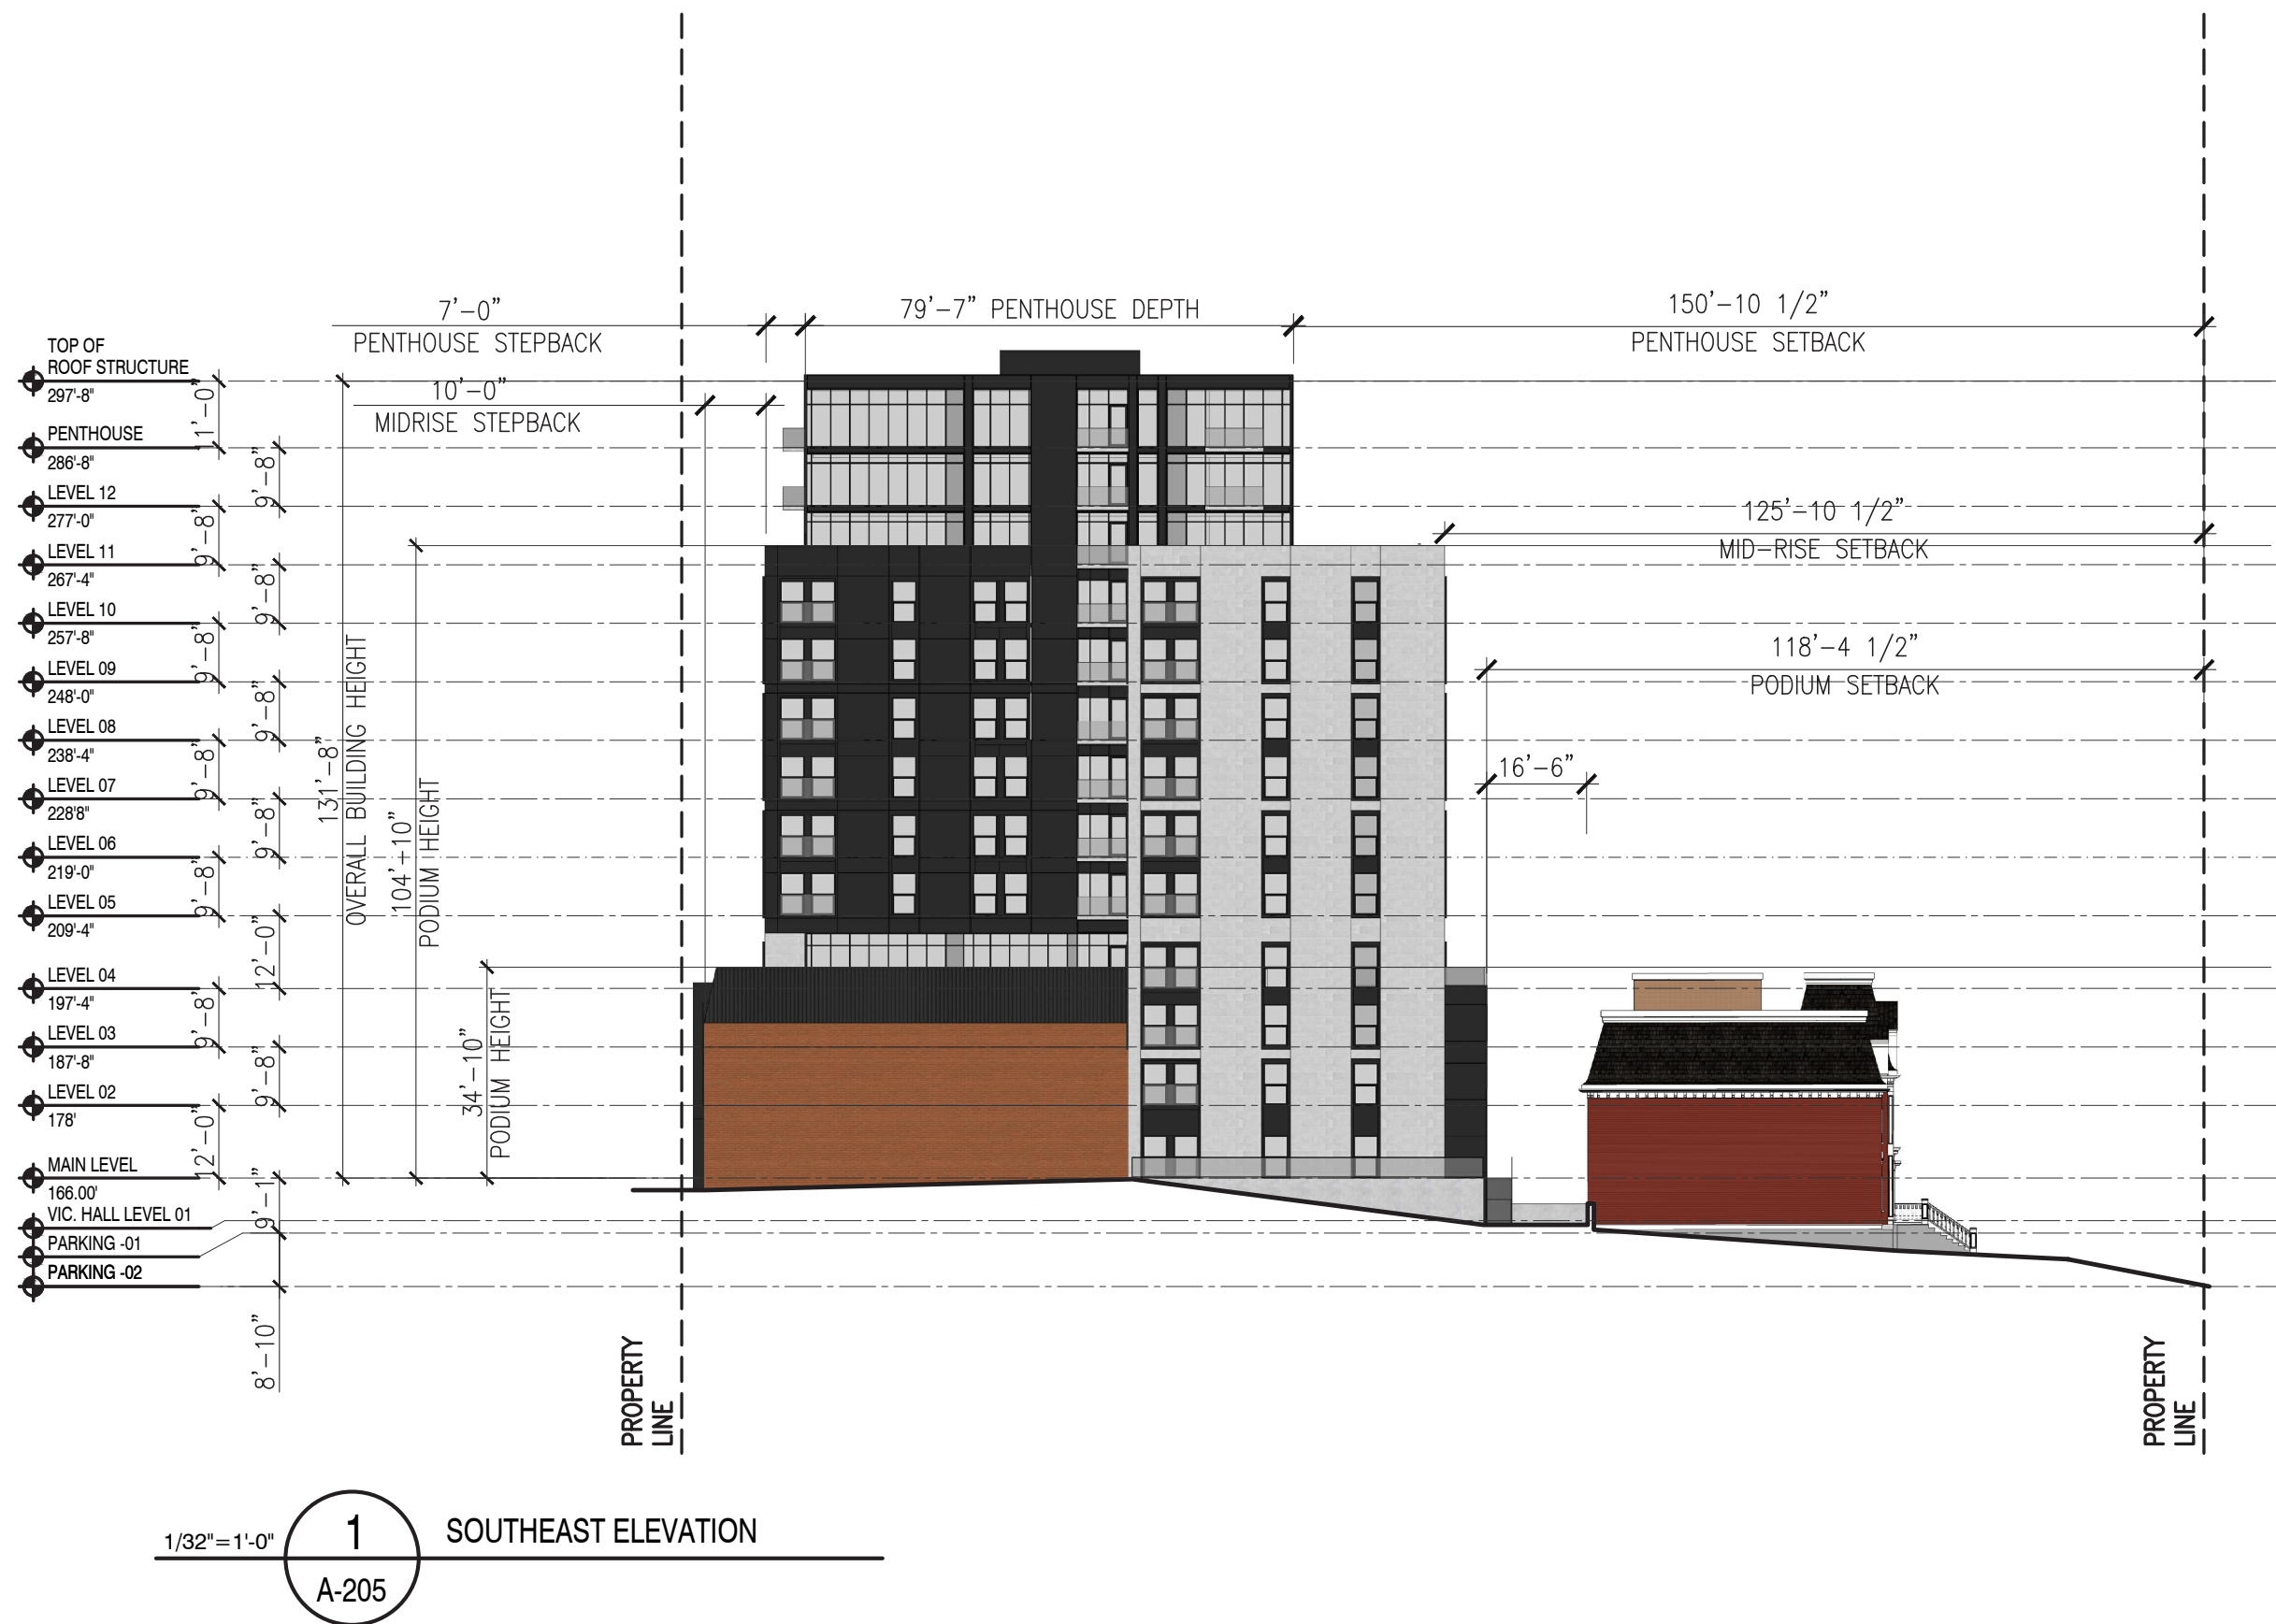 7'-0"
PENTHOUSE STEPBACK
79'-7" PENTHOUSE DEPTH
150'-10 1/2"
PENTHOUSE SETBACK
10'-0"
MIDRISE STEPBACK
125'-10 1/2"
MID-RISE SETBACK
118'-4 1/2"
PODIUM SETBACK
16'-6"
TOP OF
ROOF STRUCTURE
297'-8"
11'-0"
PENTHOUSE
286'-8"
9'-8"
LEVEL 12
277'-0"
9'-8"
LEVEL 11
267'-4"
9'-8"
LEVEL 10
257'-8"
9'-8"
LEVEL 09
248'-0"
9'-8"
LEVEL 08
238'-4"
9'-8"
LEVEL 07
228'8"
9'-8"
LEVEL 06
219'-0"
9'-8"
LEVEL 05
209'-4"
12'-0"
LEVEL 04
197'-4"
9'-8"
LEVEL 03
187'-8"
9'-8"
LEVEL 02
178'
12'-0"
MAIN LEVEL
166.00'
9'-1"
VIC. HALL LEVEL 01
PARKING -01
PARKING -02
8'-10"
131'-8"
OVERALL BUILDING HEIGHT
104'-10"
PODIUM HEIGHT
34'-10"
PODIUM HEIGHT
PROPERTY
LINE
PROPERTY
LINE
1/32"=1'-0"
1
A-205
SOUTHEAST ELEVATION